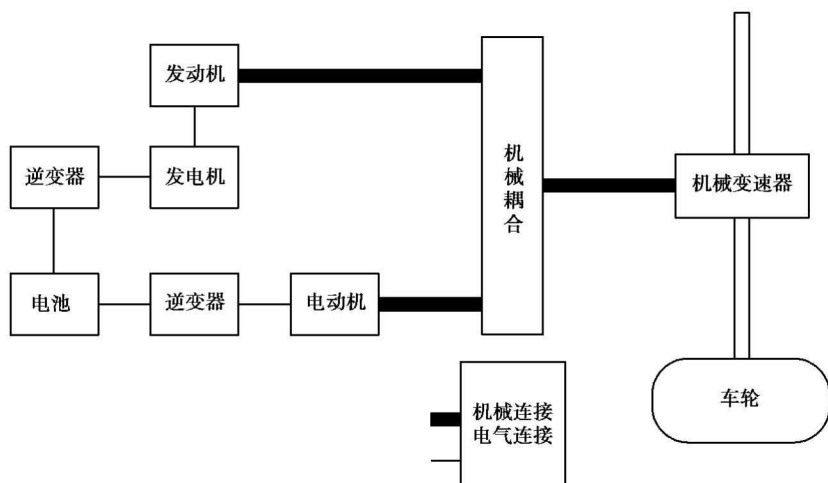 发动机
逆变器
发电机
机械耦合
机械变速器
电池
逆变器
电动机
车轮
机械连接
电气连接